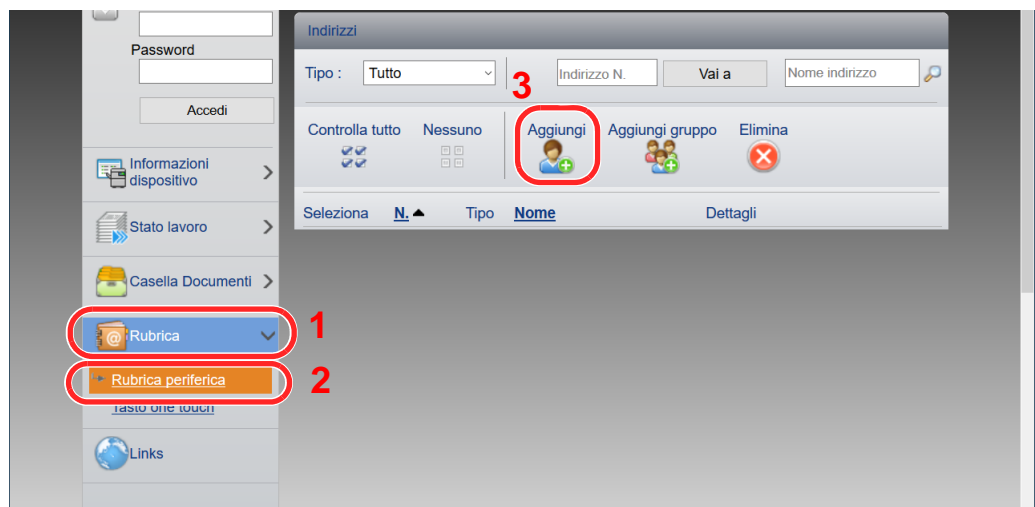 Password
Accedi
Informazioni
dispositivo
Stato lavoro
Casella Documenti
Rubrica
1
Rubrica periferica
2
Tasto one touch
Links
Indirizzi
Tipo :
Tutto
3
Indirizzo N.
Vai a
Nome indirizzo
Controlla tutto
Nessuno
Aggiungi
Aggiungi gruppo
Elimina
Seleziona
N.
Tipo
Nome
Dettagli